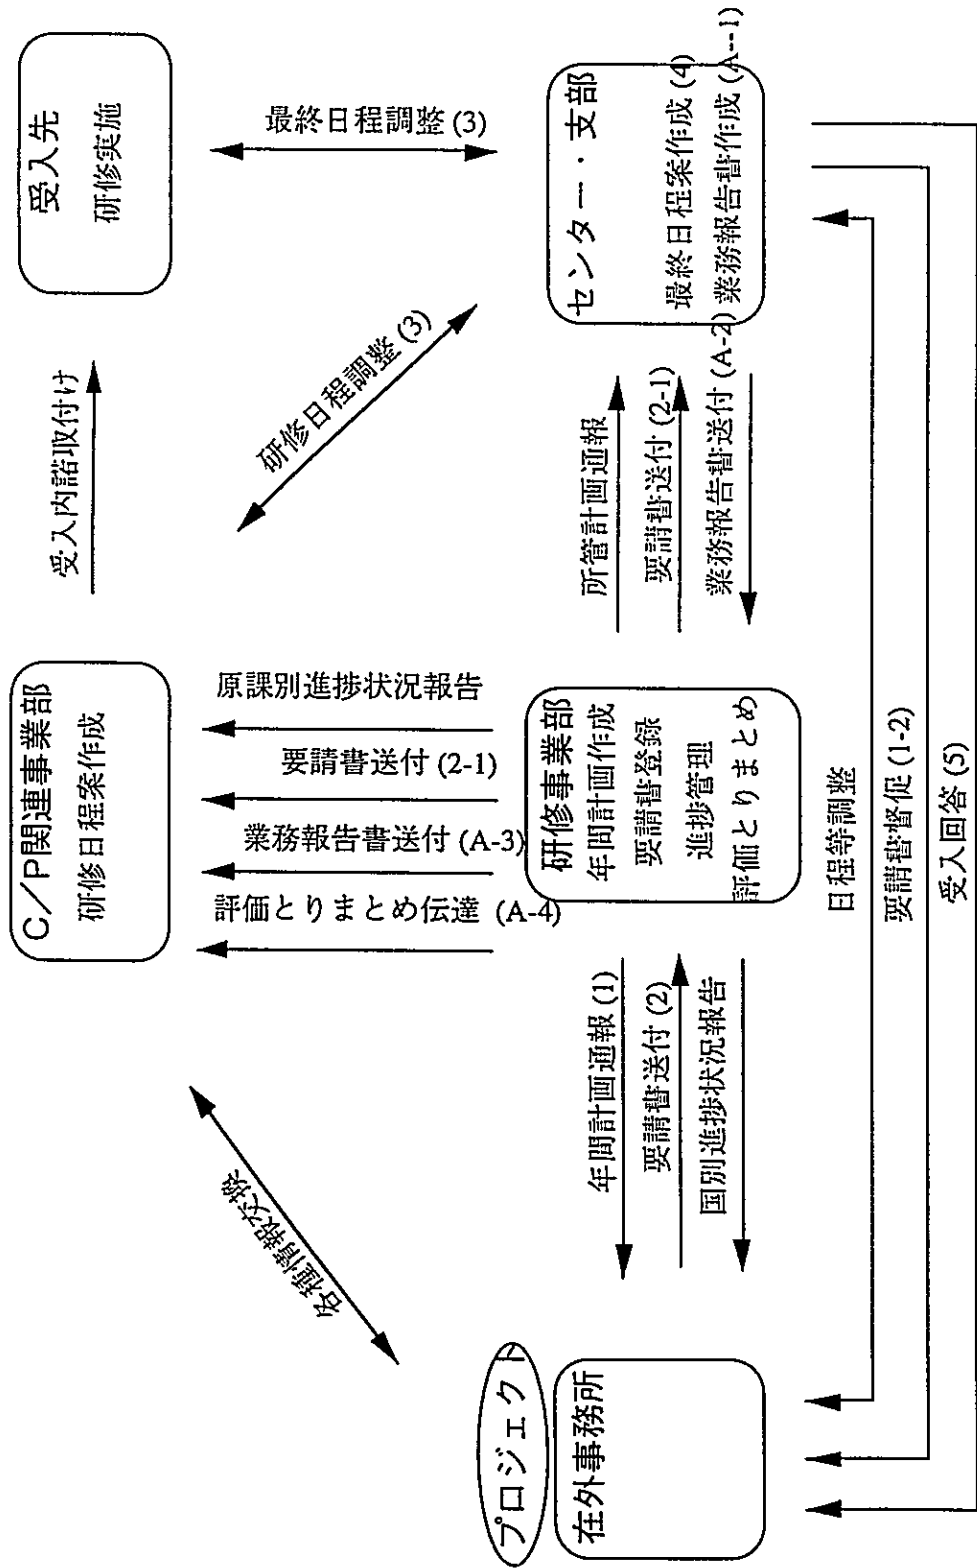 受入先
研修実施
最終日程調整 (3)
センター・支部
最終日程案作成 (4)
業務報告書作成 (A--1)
受入内諾取付け
研修日程調整 (3)
所管計画通報
要請書送付 (2-1)
業務報告書送付 (A-2)
C/P関連事業部
研修日程案作成
原課別進捗状況報告
要請書送付 (2-1)
業務報告書送付 (A-3)
評価とりまとめ伝達 (A-4)
研修事業部
年間計画作成
要請書登録
進捗管理
評価とりまとめ
日程等調整
要請書督促 (1-2)
受入回答 (5)
各種情報交換
年間計画通報 (1)
要請書送付 (2)
国別進捗状況報告
プロジェクト
在外事務所